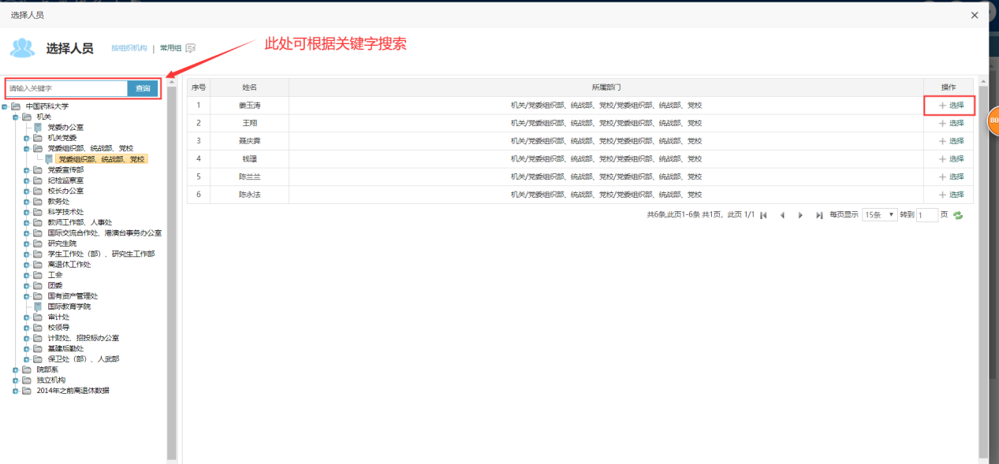 选择人员
选择人员 按组织机构 | 常用组
此处可根据关键字搜索
请输入关键字 查询
中国药科大学
机关
党委办公室
机关党委
党委组织部、统战部、党校
党委组织部、统战部、党校
党委宣传部
纪检监察室
校长办公室
教务处
科学技术处
教师工作部、人事处
国际交流合作处、港澳台事务办公室
研究生院
学生工作处（部）、研究生工作部
离退休工作处
工会
团委
国有资产管理处
国际教育学院
审计处
校领导
计财处、招投标办公室
基建后勤处
保卫处（部）、人武部
院部系
独立机构
2014年之前离退休数据
序号 姓名 所属部门 操作
1 姜玉涛 机关/党委组织部、统战部、党校/党委组织部、统战部、党校 选择
2 王翔 机关/党委组织部、统战部、党校/党委组织部、统战部、党校 选择
3 聂庆 机关/党委组织部、统战部、党校/党委组织部、统战部、党校 选择
4 钱璟 机关/党委组织部、统战部、党校/党委组织部、统战部、党校 选择
5 陈兰兰 机关/党委组织部、统战部、党校/党委组织部、统战部、党校 选择
6 陈永法 机关/党委组织部、统战部、党校/党委组织部、统战部、党校 选择
共6条,此页1-6条 共1页，此页 1/1 每页显示 15条 转到 1 页
80